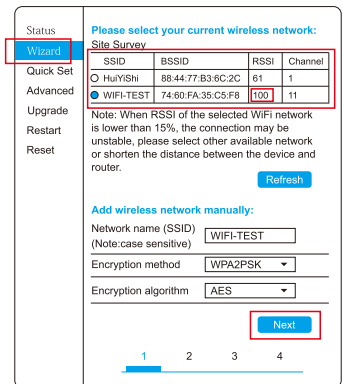 Status
Wizard
Quick Set
Advanced
Upgrade
Restart
Reset
Please select your current wireless network:
Site Survey
SSID BSSID RSSI Channel
HuiYiShi 88:44:77:B3:6C:2C 61 1
WIFI-TEST 74:60:FA:35:C5:F8 100 11
Note: When RSSI of the selected WiFi network
is lower than 15%, the connection may be
unstable, please select other available network
or shorten the distance between the device and
router.
Refresh
Add wireless network manually:
Network name (SSID) WIFI-TEST
(Note:case sensitive)
Encryption method WPA2PSK
Encryption algorithm AES
Next
1 2 3 4